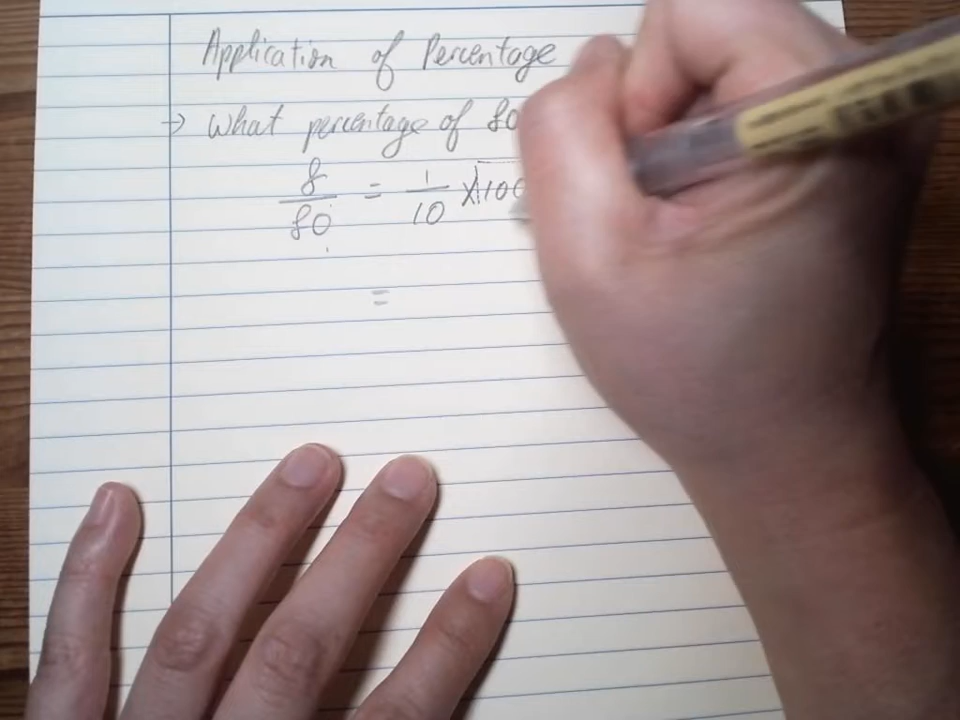 Application of Percentage
→ What percentage of 80
8/80 = 1/10 × 100
=